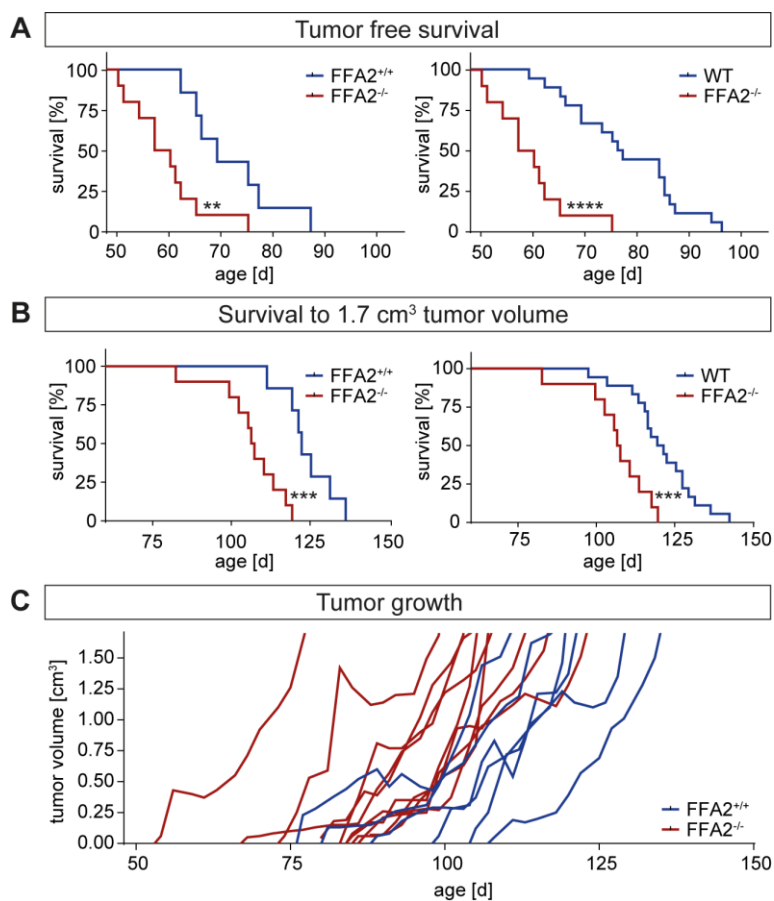 A
Tumor free survival
survival [%]
100
75
50
25
0
50 60 70 80 90 100
age [d]
FFA2+/+
FFA2-/-
**
survival [%]
100
75
50
25
0
50 60 70 80 90 100
age [d]
WT
FFA2-/-
****
B
Survival to 1.7 cm³ tumor volume
survival [%]
100
75
50
25
0
75 100 125 150
age [d]
FFA2+/+
FFA2-/-
***
survival [%]
100
75
50
25
0
75 100 125 150
age [d]
WT
FFA2-/-
***
C
Tumor growth
tumor volume [cm³]
1.50
1.25
1.00
0.75
0.50
0.25
0.00
50 75 100 125 150
age [d]
FFA2+/+
FFA2-/-